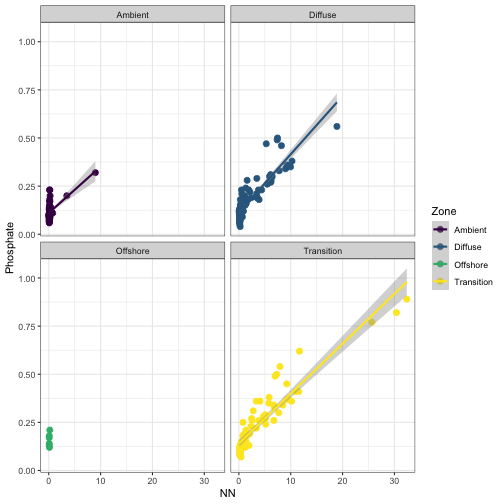 Ambient
Diffuse
1.00
0.75
0.50
0.25
0.00
Offshore
Transition
1.00
0.75
0.50
0.25
0.00
0
10
20
30
0
10
20
30
NN
Phosphate
Zone
Ambient
Diffuse
Offshore
Transition